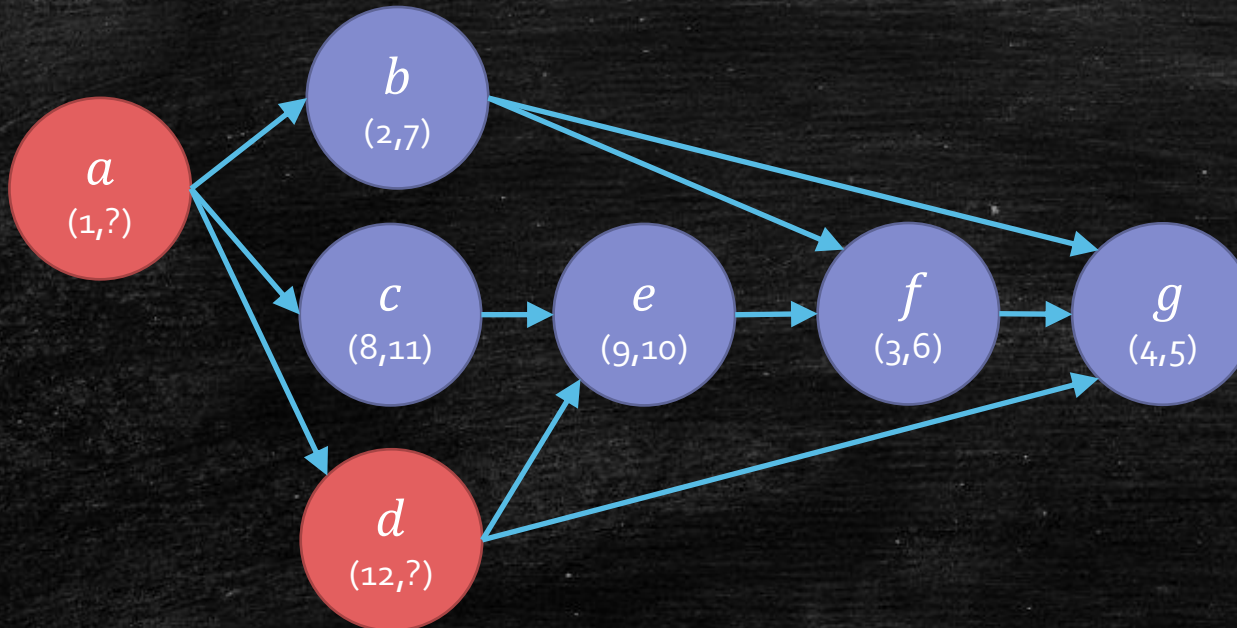 a
(1,?)
b
(2,7)
c
(8,11)
d
(12,?)
e
(9,10)
f
(3,6)
g
(4,5)